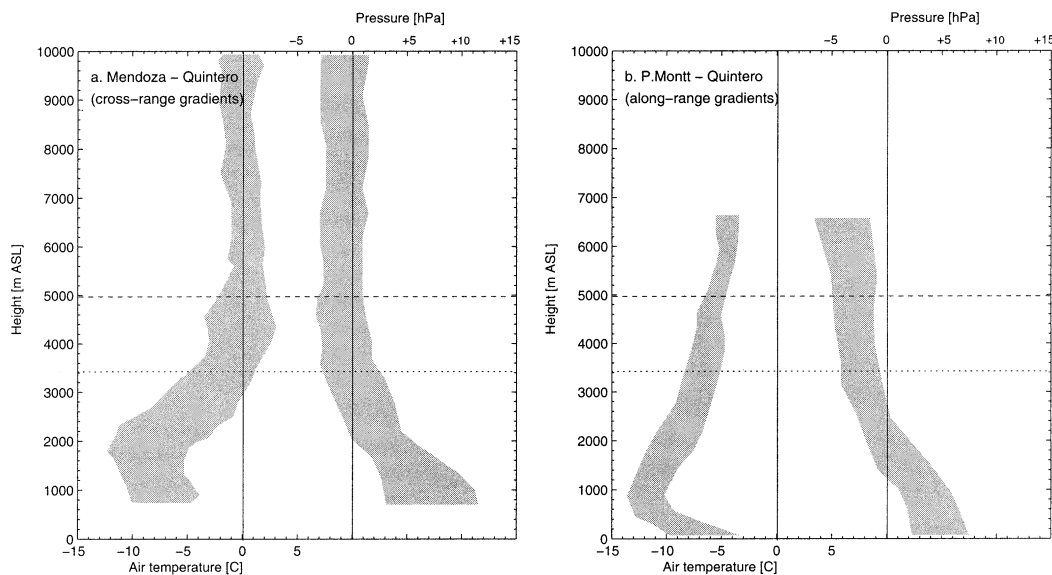 Pressure [hPa]
−5 0 +5 +10 +15
10000
9000
8000
7000
6000
5000
4000
3000
2000
1000
0
Height [m ASL]
a. Mendoza − Quintero
(cross−range gradients)
−15 −10 −5 0 5
Air temperature [C]
Pressure [hPa]
−5 0 +5 +10 +15
10000
9000
8000
7000
6000
5000
4000
3000
2000
1000
0
Height [m ASL]
b. P.Montt − Quintero
(along−range gradients)
−15 −10 −5 0 5
Air temperature [C]